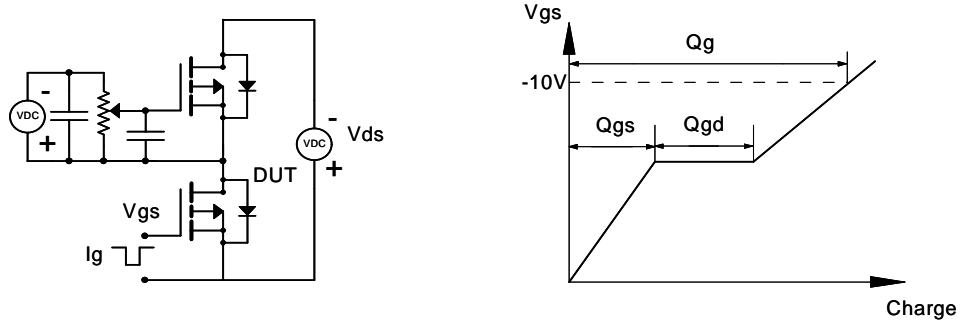 -
VDC
+
DUT
Vgs
Ig
-
VDC
Vds
+
Vgs
Qg
-10V
Qgs
Qgd
Charge